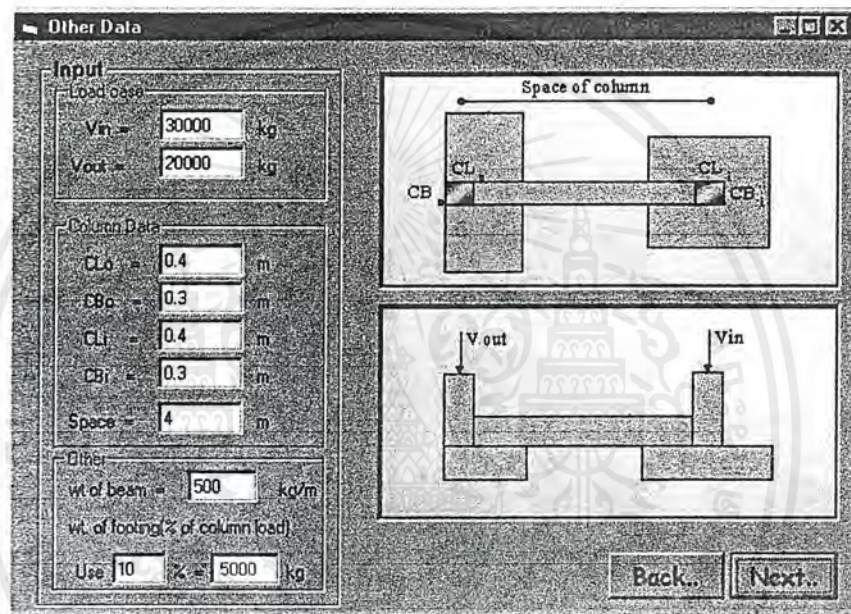 Other Data
Input
Load case
Vin = 30000 kg
Vout = 20000 kg
Column Data
CLo = 0.4 m
CBo = 0.3 m
CLi = 0.4 m
CBi = 0.3 m
Space = 4 m
Other
wt of beam = 500 kg/m
wt. of footing(% of column load)
Use 10 % = 5000 kg
Space of column
CL o
CL i
CB o
CB i
V.out
Vin
Back..
Next..